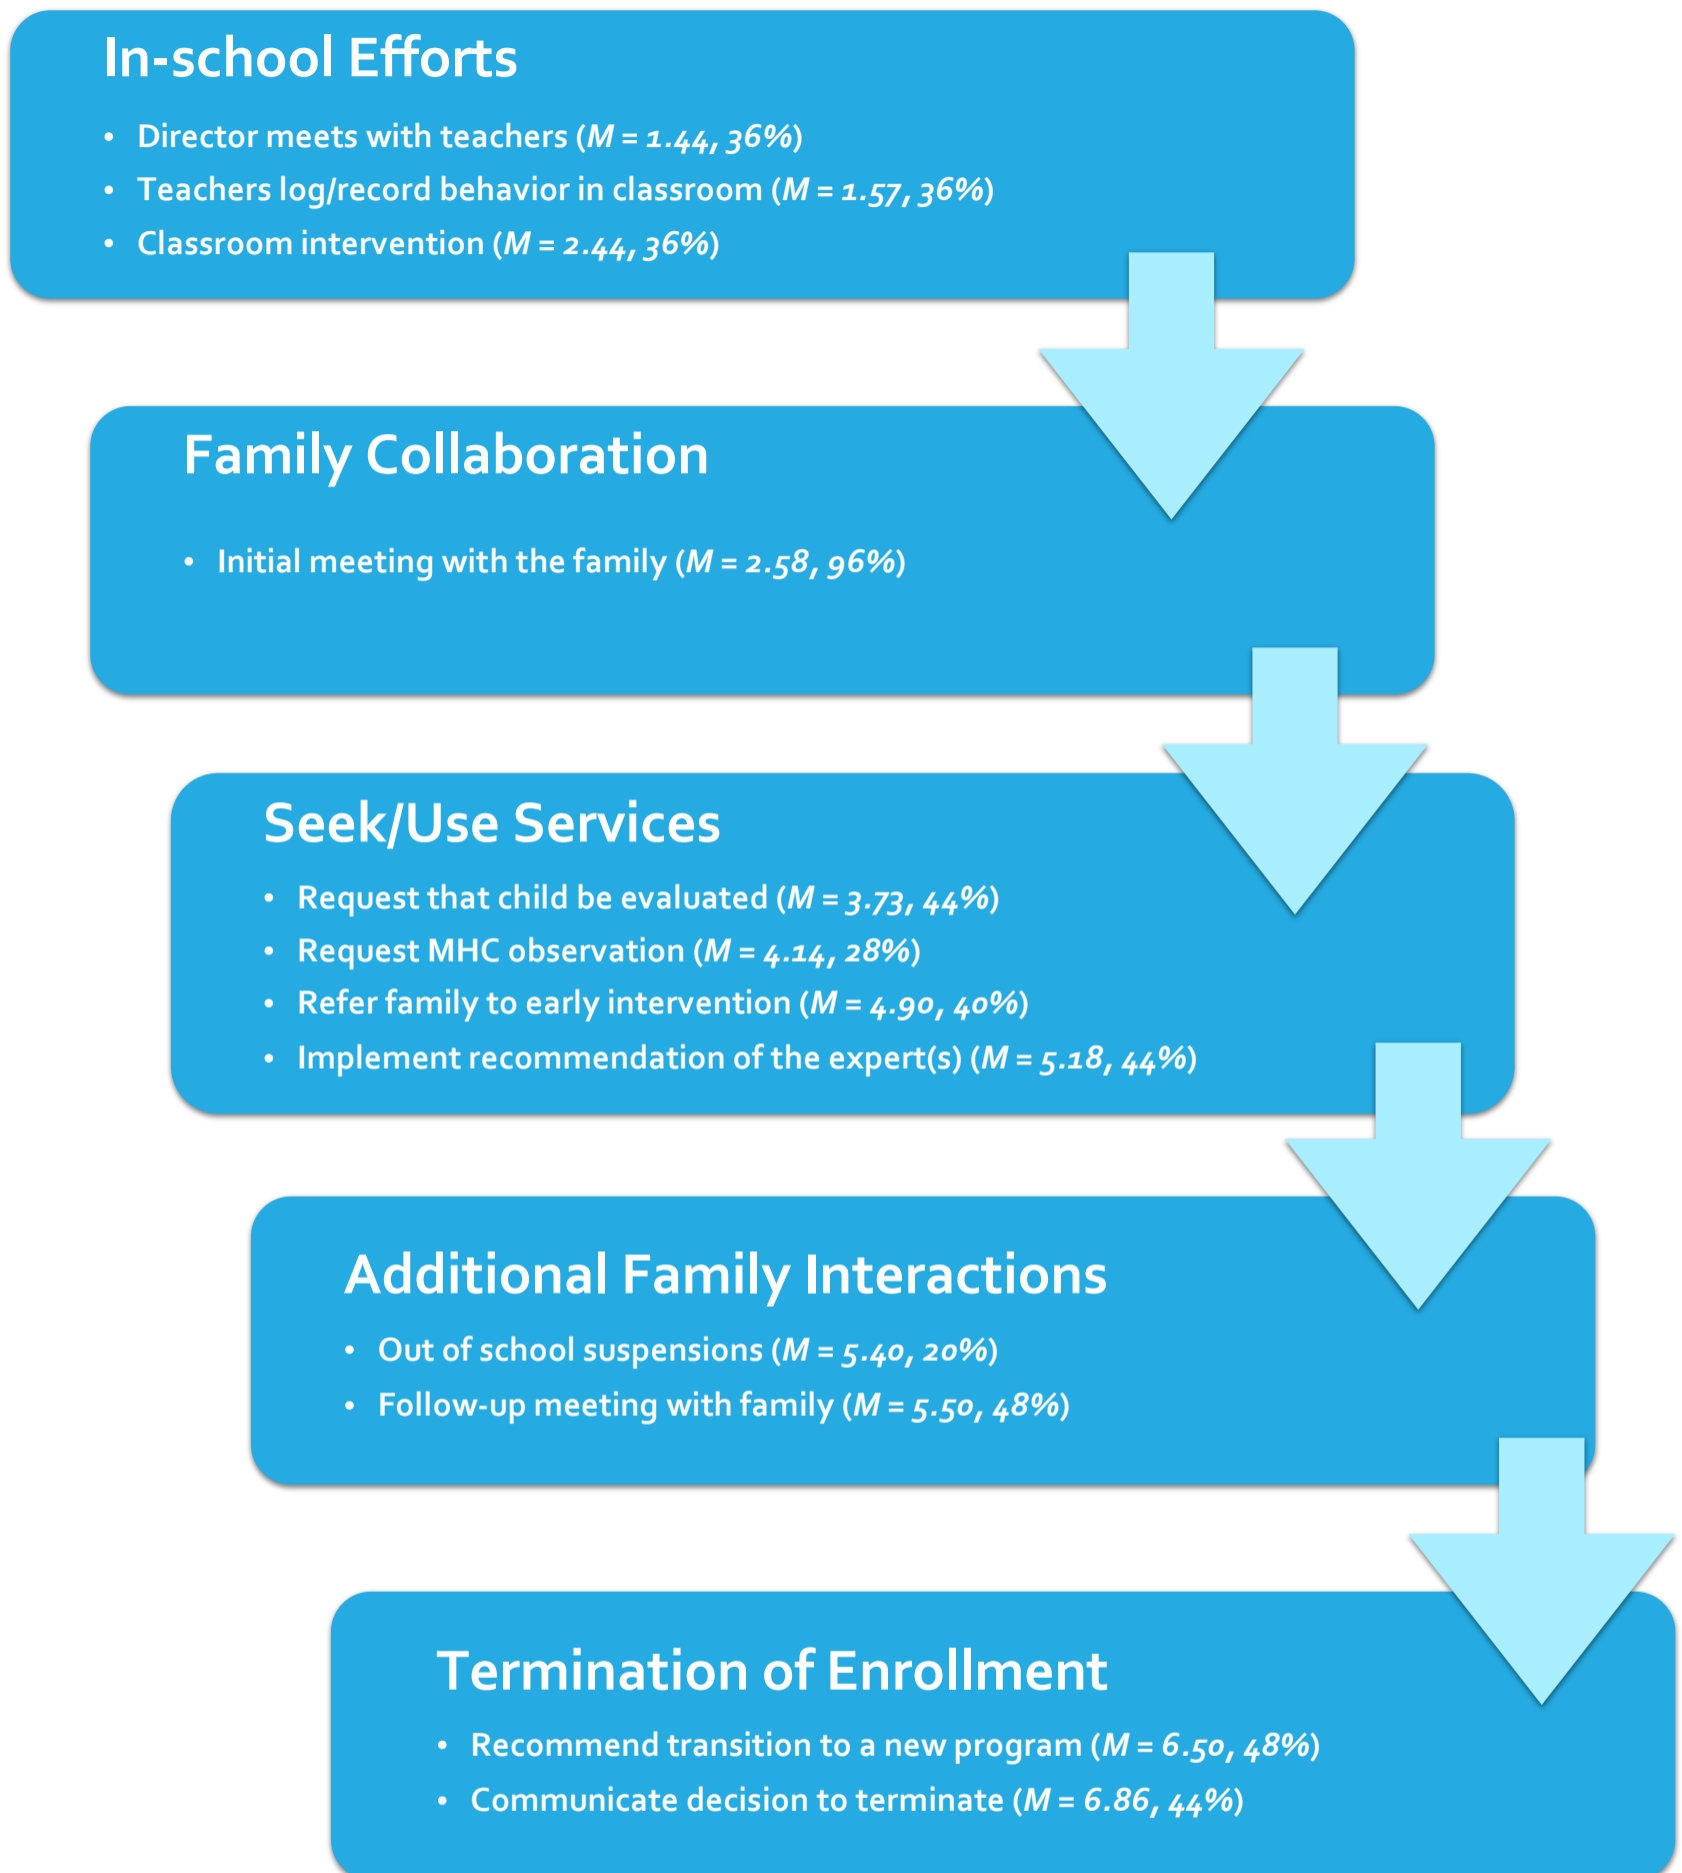 In-school Efforts
• Director meets with teachers (M = 1.44, 36%)
• Teachers log/record behavior in classroom (M = 1.57, 36%)
• Classroom intervention (M = 2.44, 36%)
Family Collaboration
• Initial meeting with the family (M = 2.58, 96%)
Seek/Use Services
• Request that child be evaluated (M = 3.73, 44%)
• Request MHC observation (M = 4.14, 28%)
• Refer family to early intervention (M = 4.90, 40%)
• Implement recommendation of the expert(s) (M = 5.18, 44%)
Additional Family Interactions
• Out of school suspensions (M = 5.40, 20%)
• Follow-up meeting with family (M = 5.50, 48%)
Termination of Enrollment
• Recommend transition to a new program (M = 6.50, 48%)
• Communicate decision to terminate (M = 6.86, 44%)